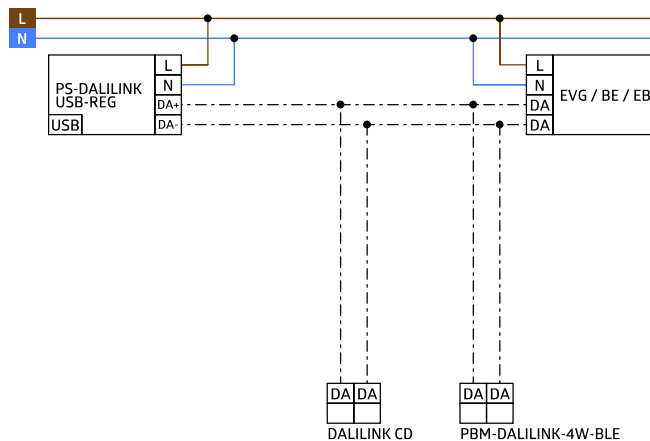 L
N
PS-DALILINK
USB-REG
USB
L
N
DA+
DA-
L
N
DA
DA
EVG / BE / EB
DA DA
DALILINK CD
DA DA
PBM-DALILINK-4W-BLE